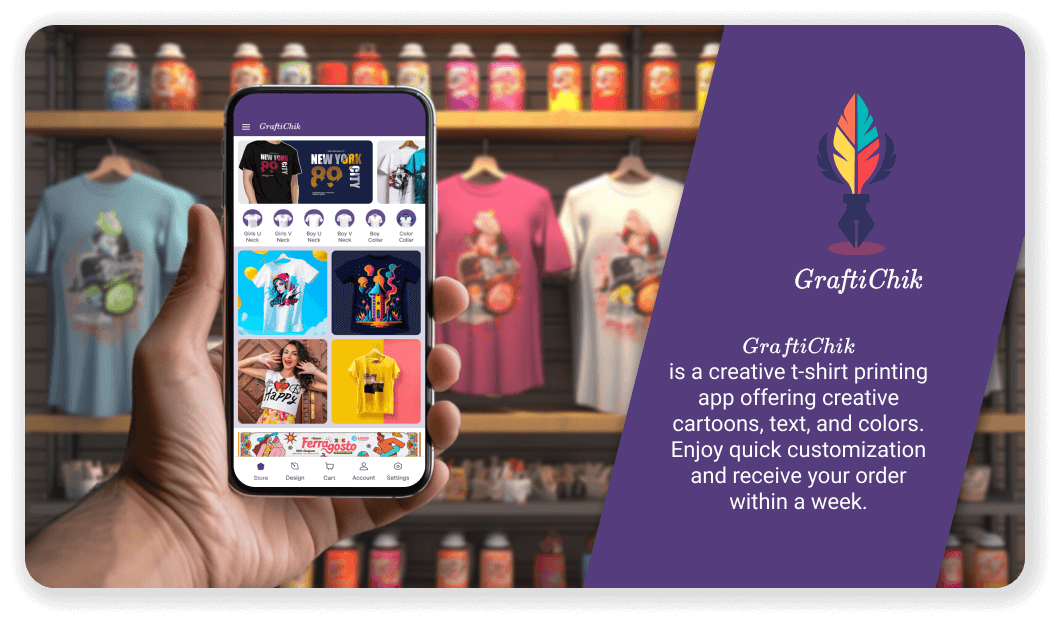 GraftiChik
NEW YORK
89
CITY
NEW YORK
89
CITY
Girls U
Neck
Girls V
Neck
Boy U
Neck
Boy V
Neck
Boy
Collar
Color
Collar
Happy
Ferragosto
LOGO
Store
Design
Cart
Account
Settings
GraftiChik
GraftiChik
is a creative t-shirt printing
app offering creative
cartoons, text, and colors.
Enjoy quick customization
and receive your order
within a week.